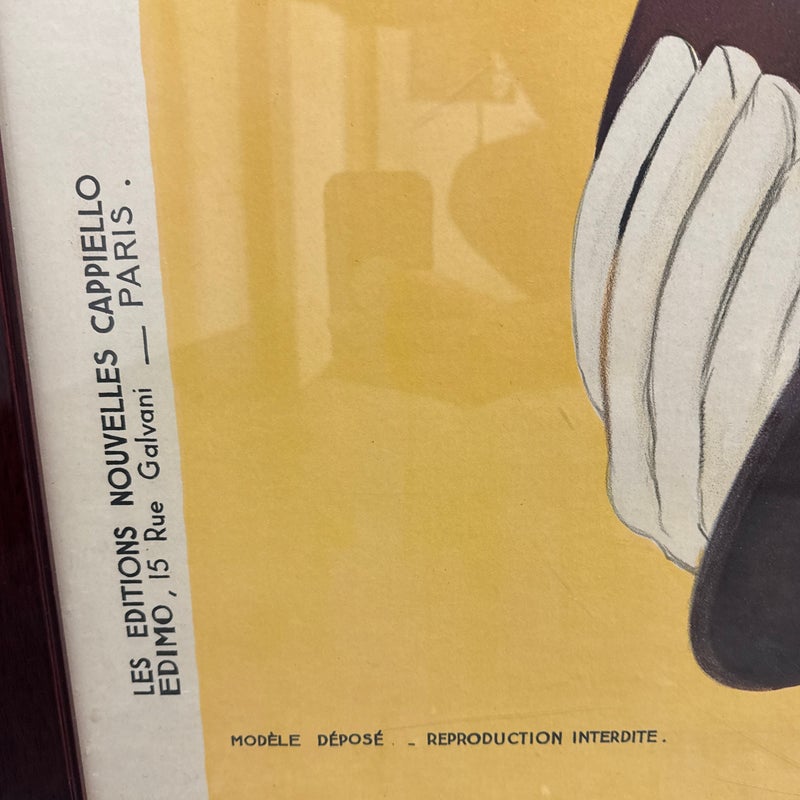 LES EDITIONS NOUVELLES CAPPIELLO
EDIMO, 15 Rue Galvani — PARIS.
MODÈLE DÉPOSÉ. - REPRODUCTION INTERDITE.